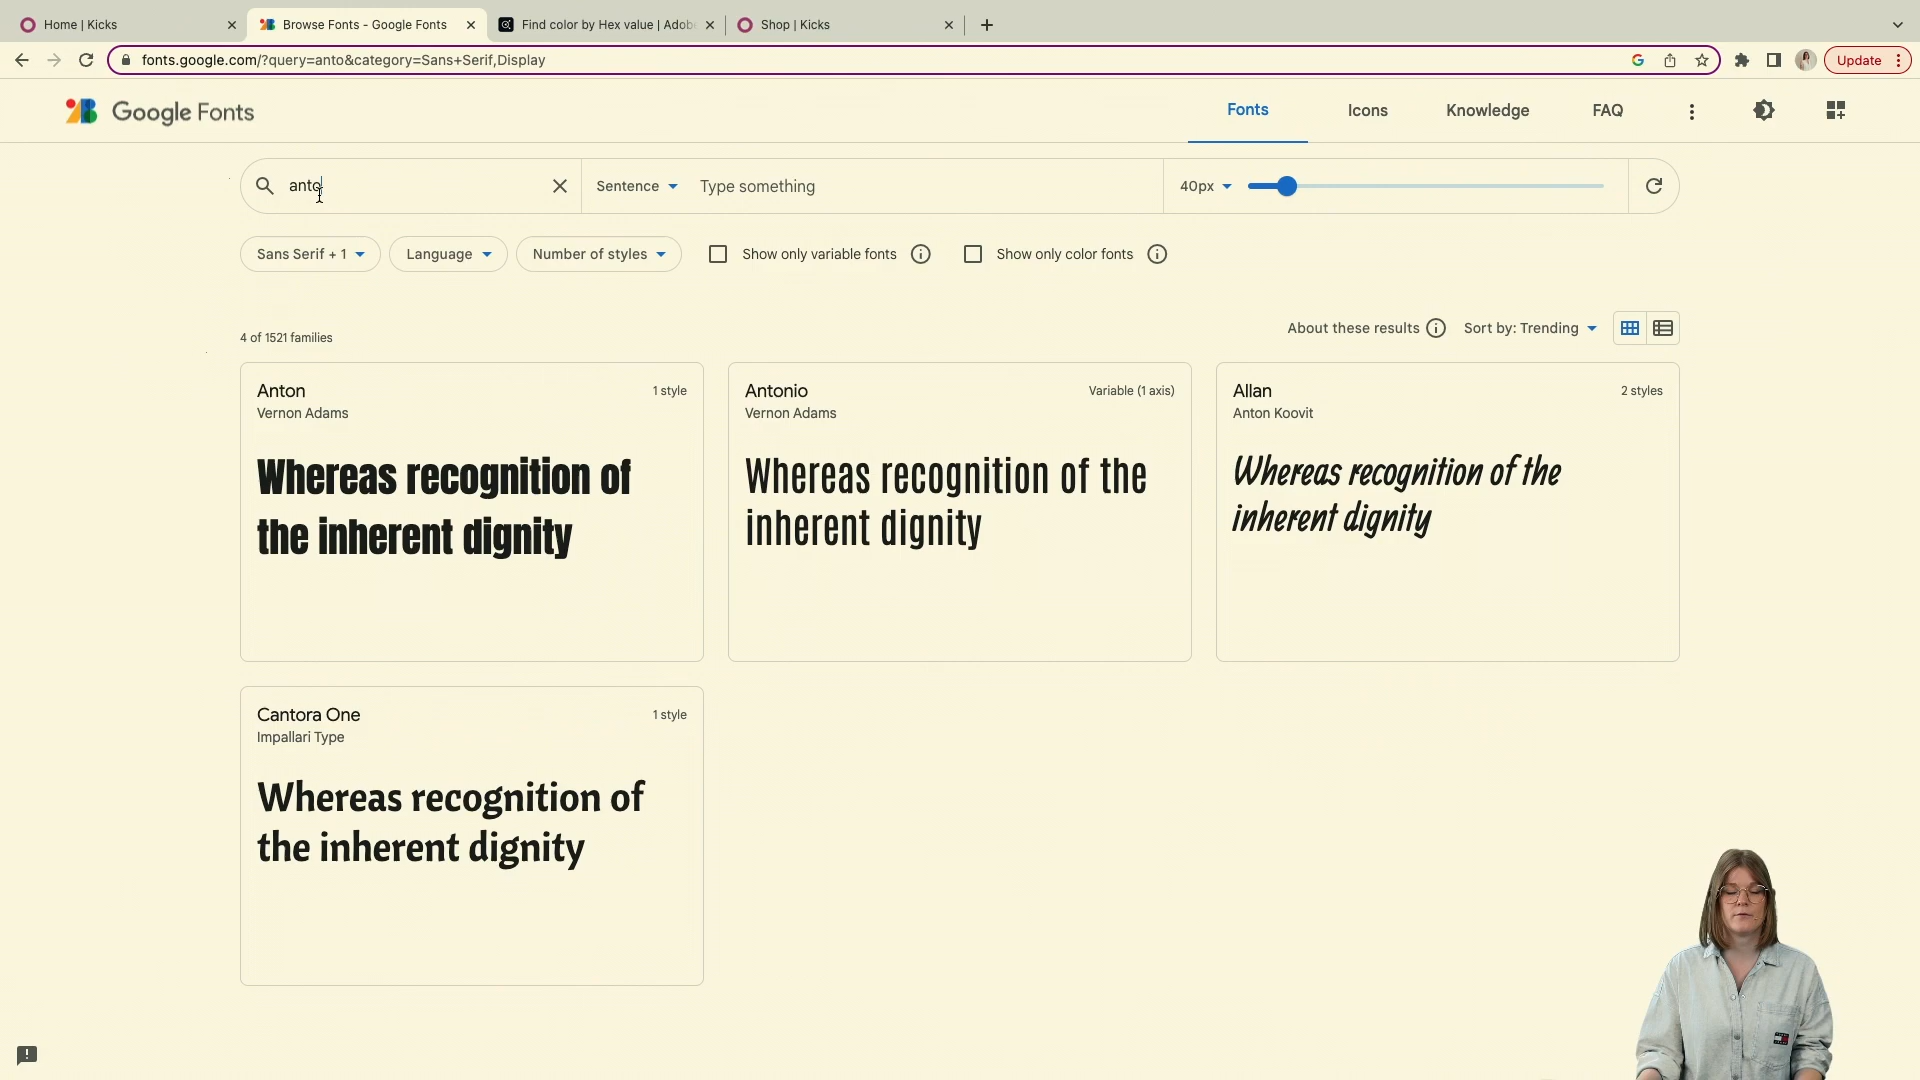 Home | Kicks
Browse Fonts - Google Fonts
Find color by Hex value | Adob
Shop | Kicks
fonts.google.com/?query=anto&category=Sans+Serif,Display
Update
Google Fonts
Fonts
Icons
Knowledge
FAQ
anto
Sentence
Type something
40px
Sans Serif + 1
Language
Number of styles
Show only variable fonts
Show only color fonts
4 of 1521 families
About these results
Sort by: Trending
Anton
1 style
Vernon Adams
Whereas recognition of
the inherent dignity
Antonio
Variable (1 axis)
Vernon Adams
Whereas recognition of the
inherent dignity
Allan
2 styles
Anton Koovit
Whereas recognition of the
inherent dignity
Cantora One
1 style
Impallari Type
Whereas recognition of
the inherent dignity